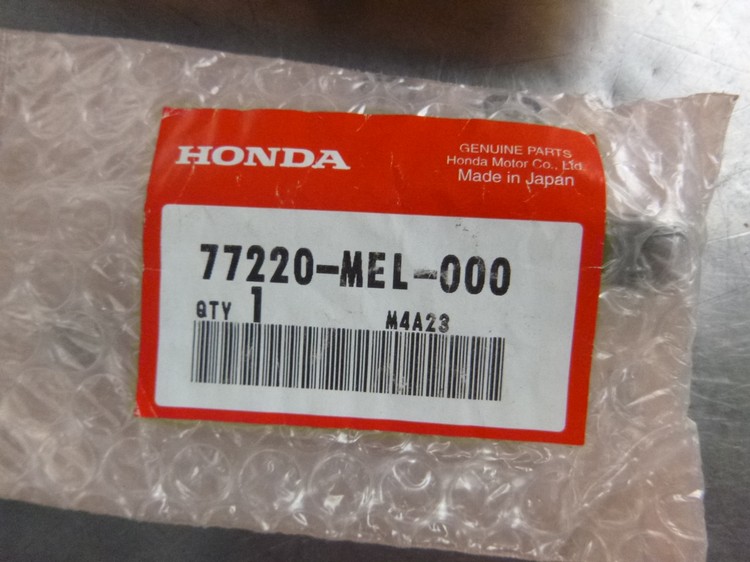 HONDA
GENUINE PARTS
Honda Motor Co., Ltd.
Made in Japan
77220-MEL-000
QTY 1
M4A23